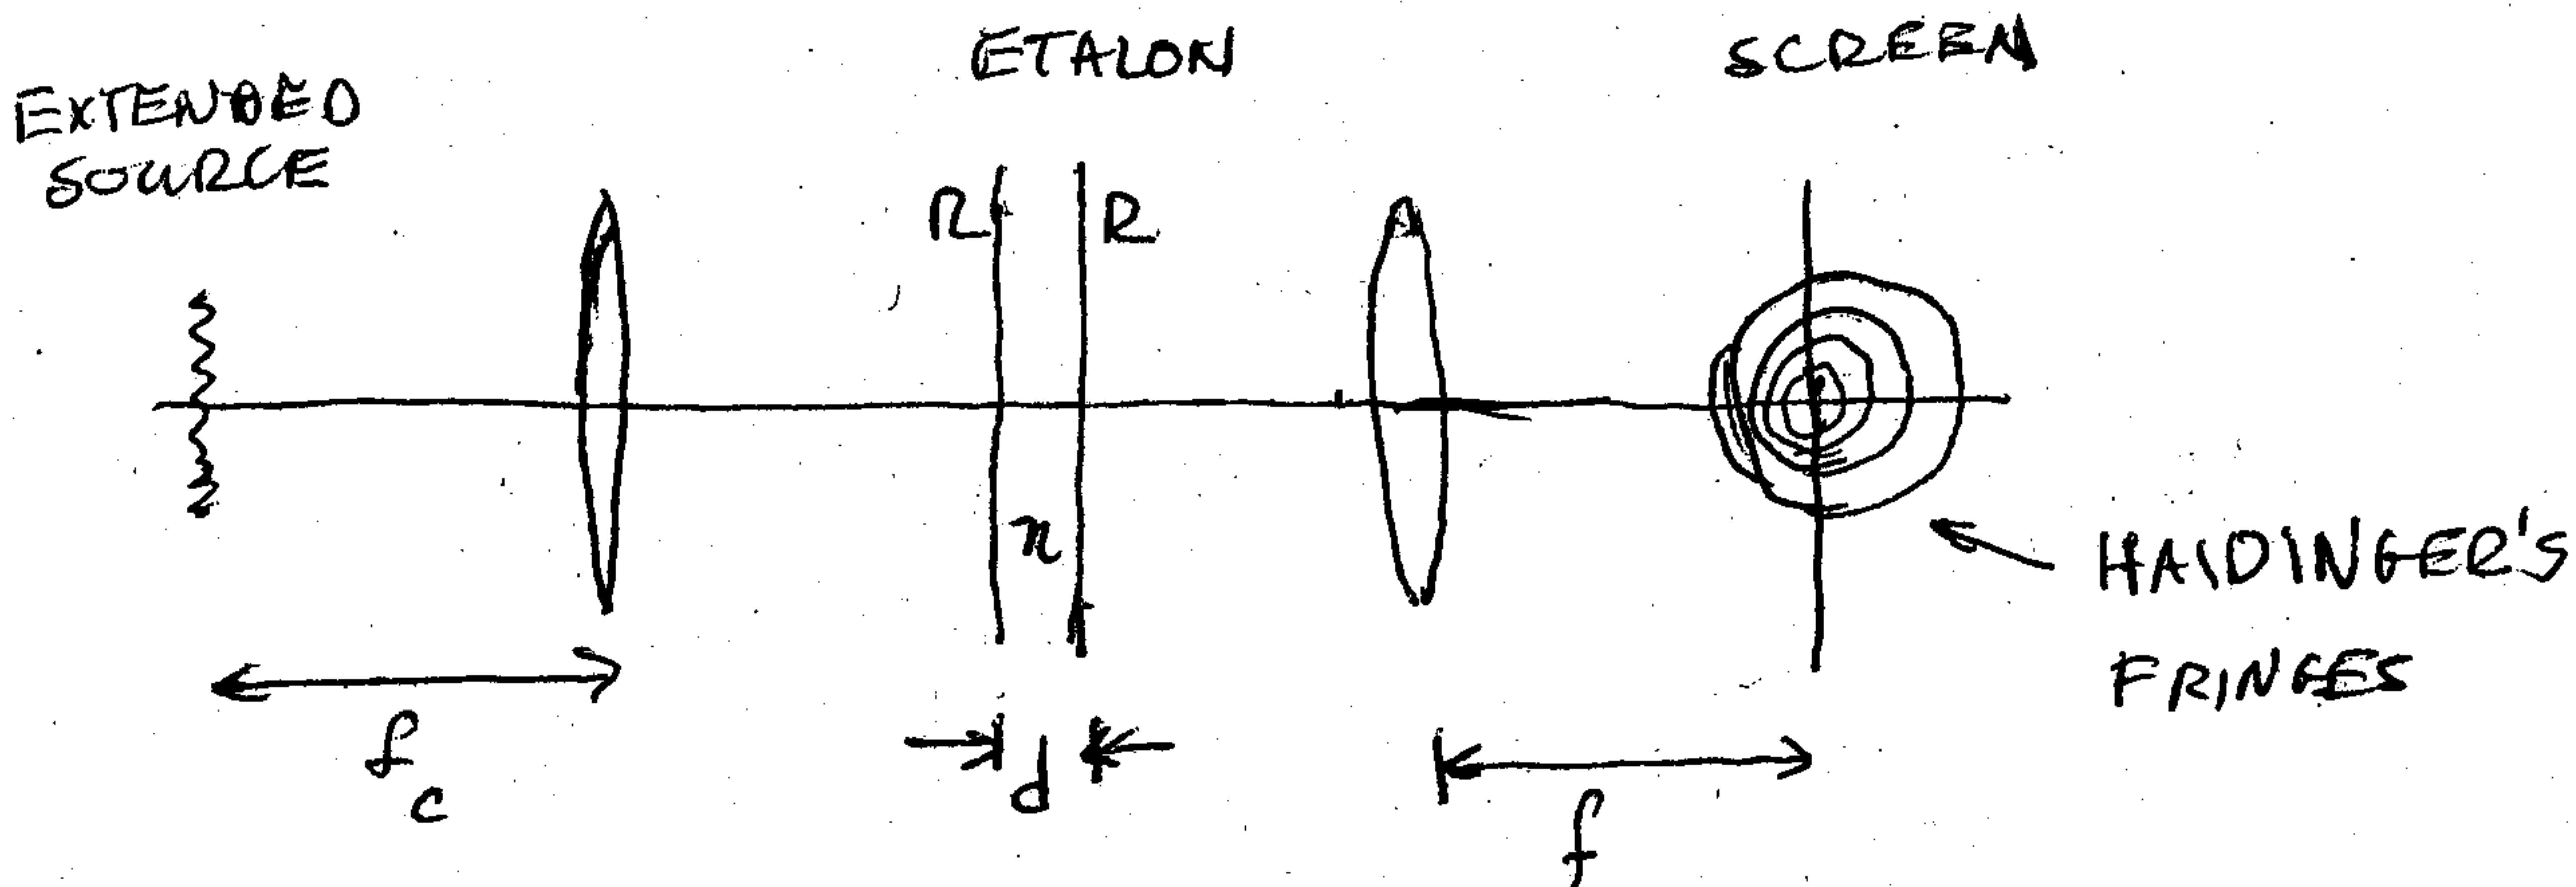 EXTENDED
SOURCE
ETALON
SCREEN
R
R
n
HAIDINGER'S
FRINGES
f
c
d
f